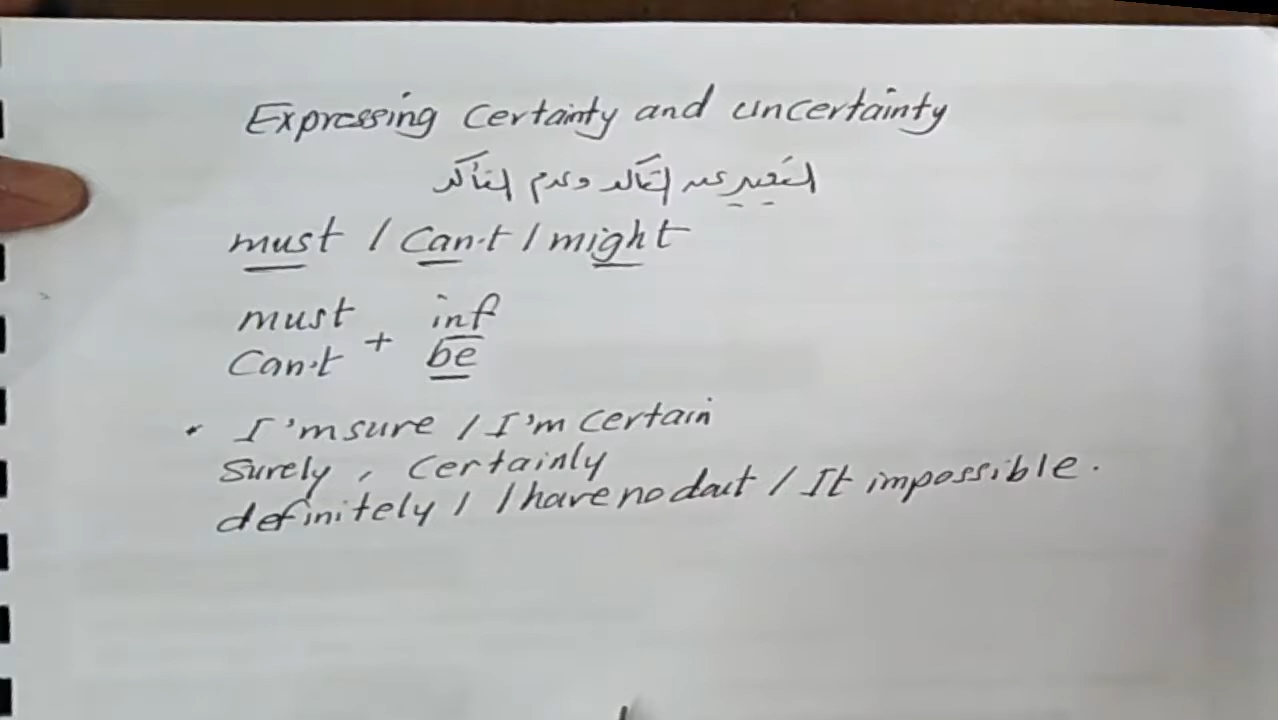 Expressing Certainty and uncertainty
التعبير عن التأكد وعدم التأكد
must / Can't / might
must + inf
Can't be
* I'm sure / I'm certain
Surely , Certainly
definitely / I have no dout / It impossible.